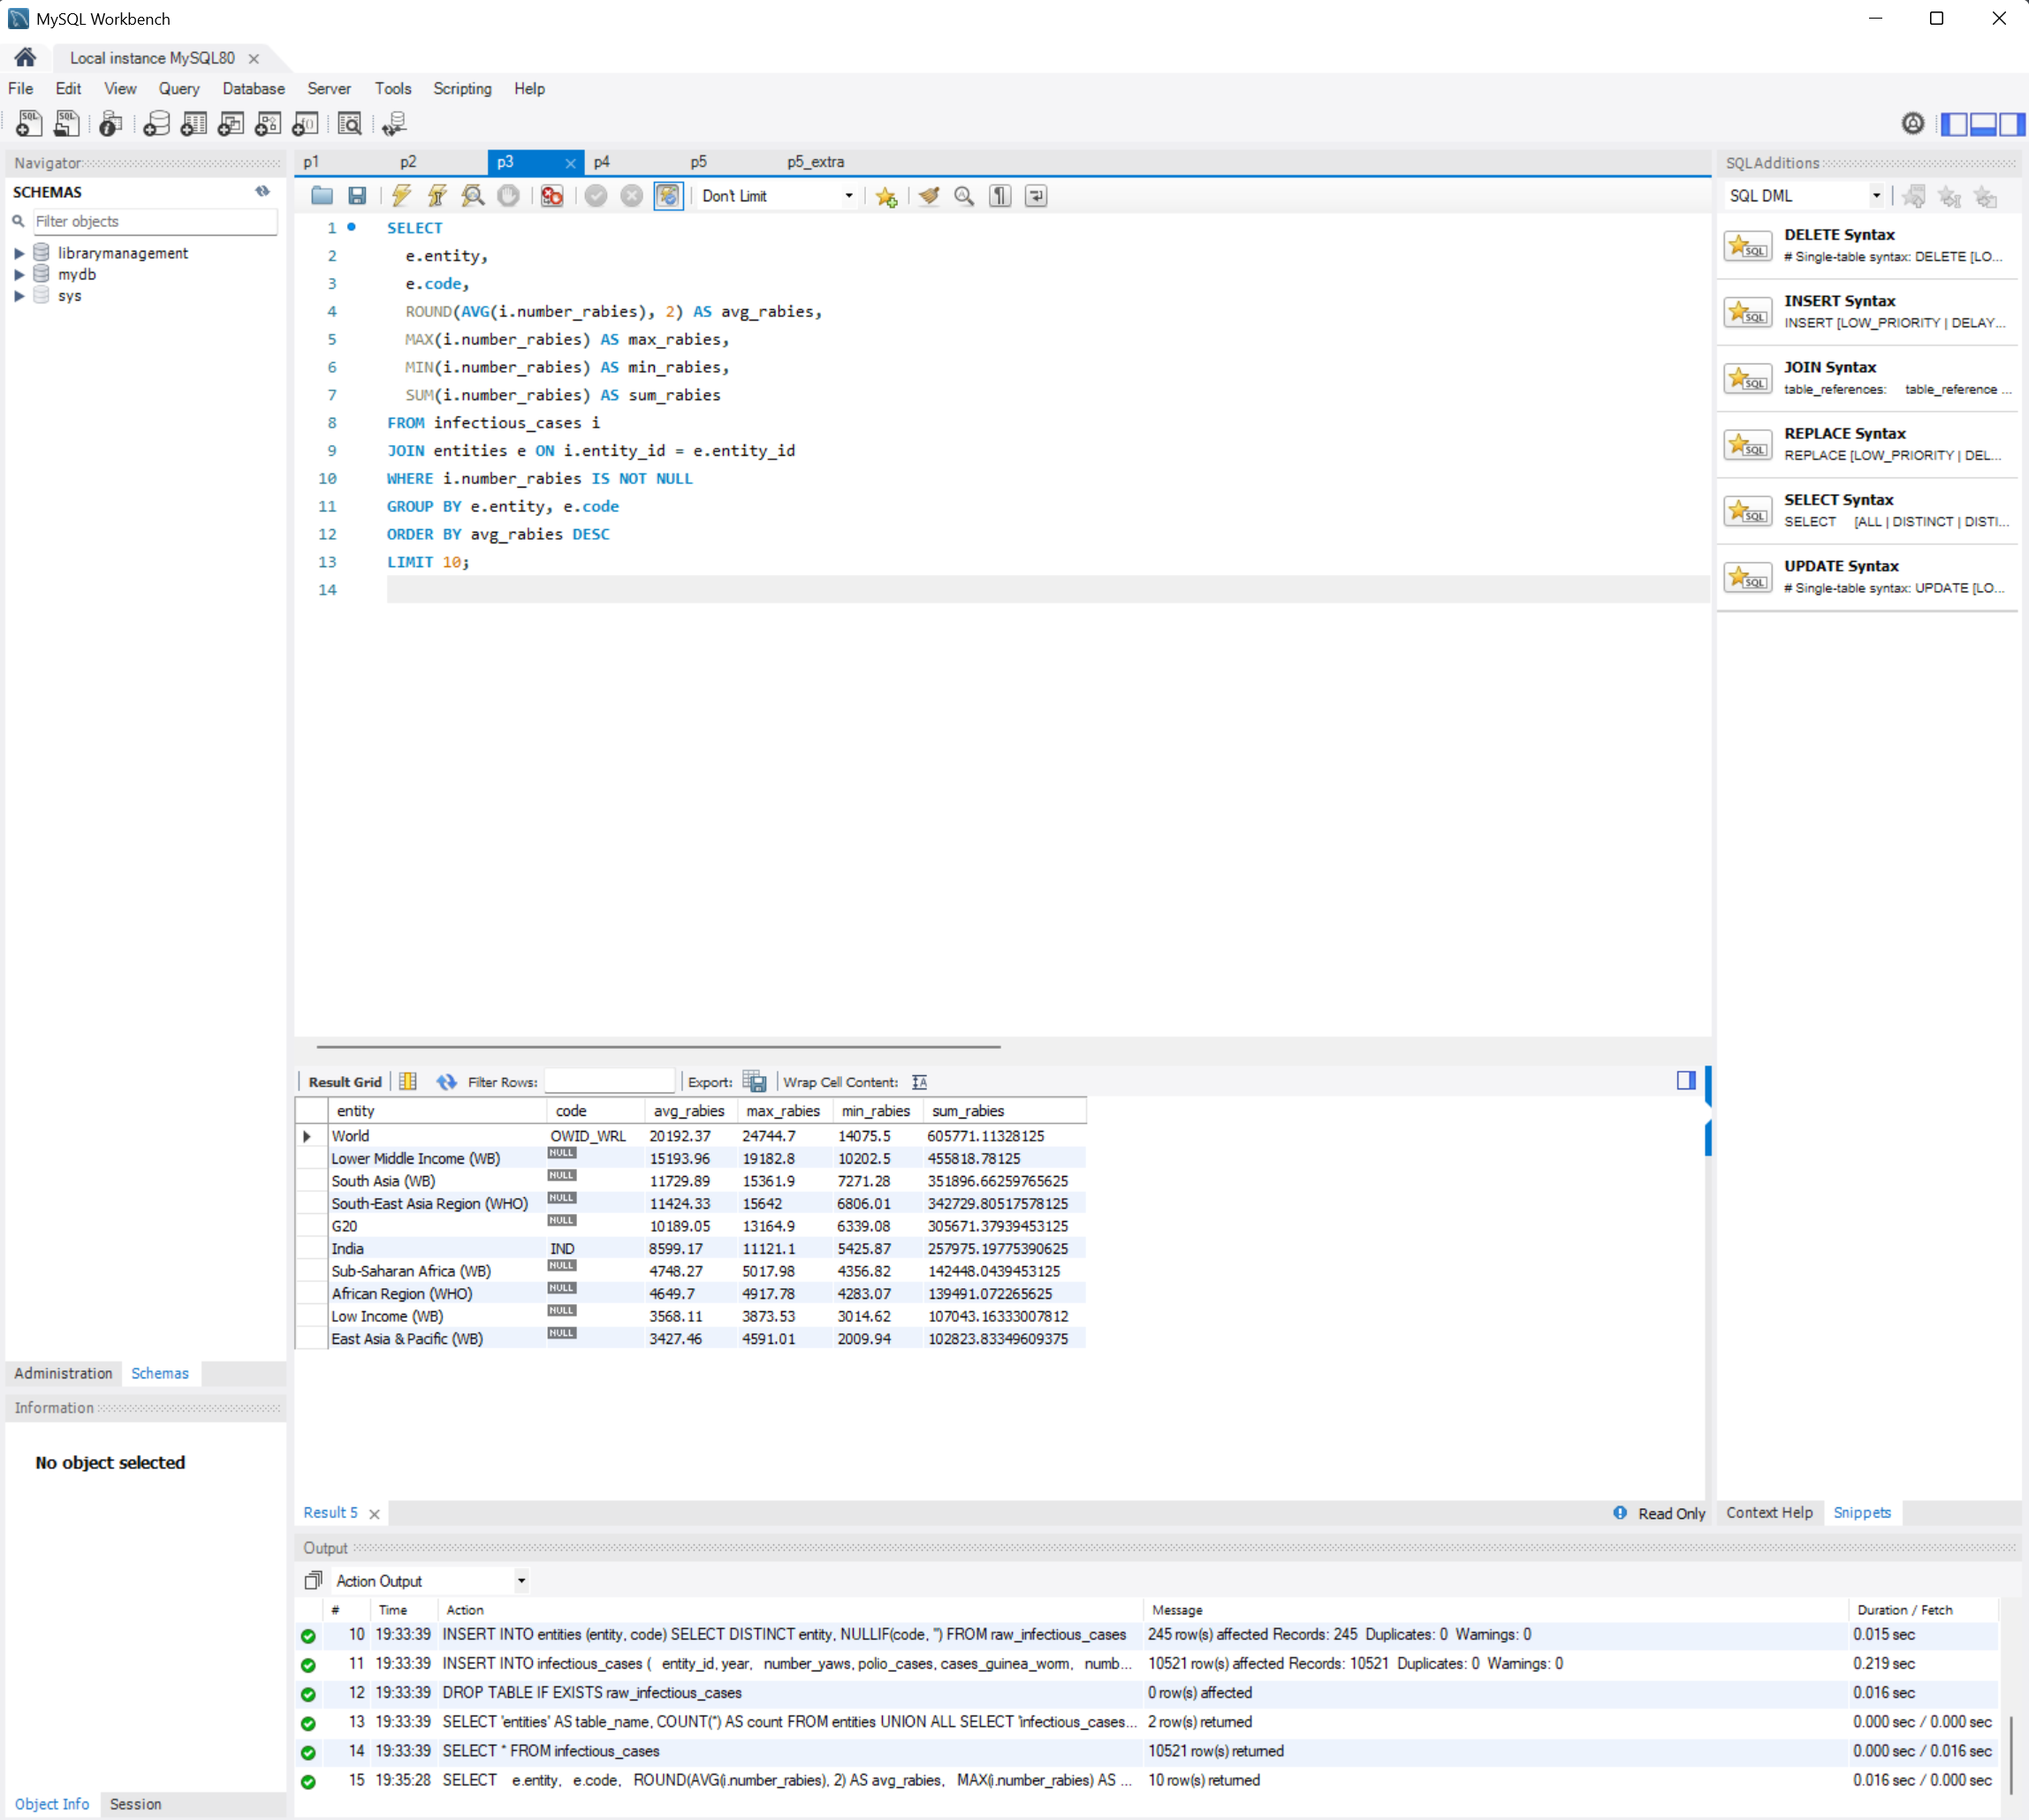 MySQL Workbench
Local instance MySQL80
File Edit View Query Database Server Tools Scripting Help
Navigator
SCHEMAS
Filter objects
librarymanagement
mydb
sys
Administration Schemas
Information
No object selected
Object Info Session
p1 p2 p3 p4 p5 p5_extra
Don't Limit
1 SELECT
2 e.entity,
3 e.code,
4 ROUND(AVG(i.number_rabies), 2) AS avg_rabies,
5 MAX(i.number_rabies) AS max_rabies,
6 MIN(i.number_rabies) AS min_rabies,
7 SUM(i.number_rabies) AS sum_rabies
8 FROM infectious_cases i
9 JOIN entities e ON i.entity_id = e.entity_id
10 WHERE i.number_rabies IS NOT NULL
11 GROUP BY e.entity, e.code
12 ORDER BY avg_rabies DESC
13 LIMIT 10;
14
Result Grid Filter Rows: Export: Wrap Cell Content:
entity code avg_rabies max_rabies min_rabies sum_rabies
World OWID_WRL 20192.37 24744.7 14075.5 605771.11328125
Lower Middle Income (WB) NULL 15193.96 19182.8 10202.5 455818.78125
South Asia (WB) NULL 11729.89 15361.9 7271.28 351896.66259765625
South-East Asia Region (WHO) NULL 11424.33 15642 6806.01 342729.80517578125
G20 NULL 10189.05 13164.9 6339.08 305671.37939453125
India IND 8599.17 11121.1 5425.87 257975.19775390625
Sub-Saharan Africa (WB) NULL 4748.27 5017.98 4356.82 142448.0439453125
African Region (WHO) NULL 4649.7 4917.78 4283.07 139491.072265625
Low Income (WB) NULL 3568.11 3873.53 3014.62 107043.16333007812
East Asia & Pacific (WB) NULL 3427.46 4591.01 2009.94 102823.83349609375
Result 5
Read Only
SQLAdditions
SQL DML
DELETE Syntax
# Single-table syntax: DELETE [LO...
INSERT Syntax
INSERT [LOW_PRIORITY | DELAY...
JOIN Syntax
table_references: table_reference ...
REPLACE Syntax
REPLACE [LOW_PRIORITY | DEL...
SELECT Syntax
SELECT [ALL | DISTINCT | DISTI...
UPDATE Syntax
# Single-table syntax: UPDATE [LO...
Context Help Snippets
Output
Action Output
# Time Action Message Duration / Fetch
10 19:33:39 INSERT INTO entities (entity, code) SELECT DISTINCT entity, NULLIF(code, '') FROM raw_infectious_cases 245 row(s) affected Records: 245 Duplicates: 0 Warnings: 0 0.015 sec
11 19:33:39 INSERT INTO infectious_cases ( entity_id, year, number_yaws, polio_cases, cases_guinea_worm, numb... 10521 row(s) affected Records: 10521 Duplicates: 0 Warnings: 0 0.219 sec
12 19:33:39 DROP TABLE IF EXISTS raw_infectious_cases 0 row(s) affected 0.016 sec
13 19:33:39 SELECT 'entities' AS table_name, COUNT(*) AS count FROM entities UNION ALL SELECT 'infectious_cases... 2 row(s) returned 0.000 sec / 0.000 sec
14 19:33:39 SELECT * FROM infectious_cases 10521 row(s) returned 0.000 sec / 0.016 sec
15 19:35:28 SELECT e.entity, e.code, ROUND(AVG(i.number_rabies), 2) AS avg_rabies, MAX(i.number_rabies) AS ... 10 row(s) returned 0.016 sec / 0.000 sec